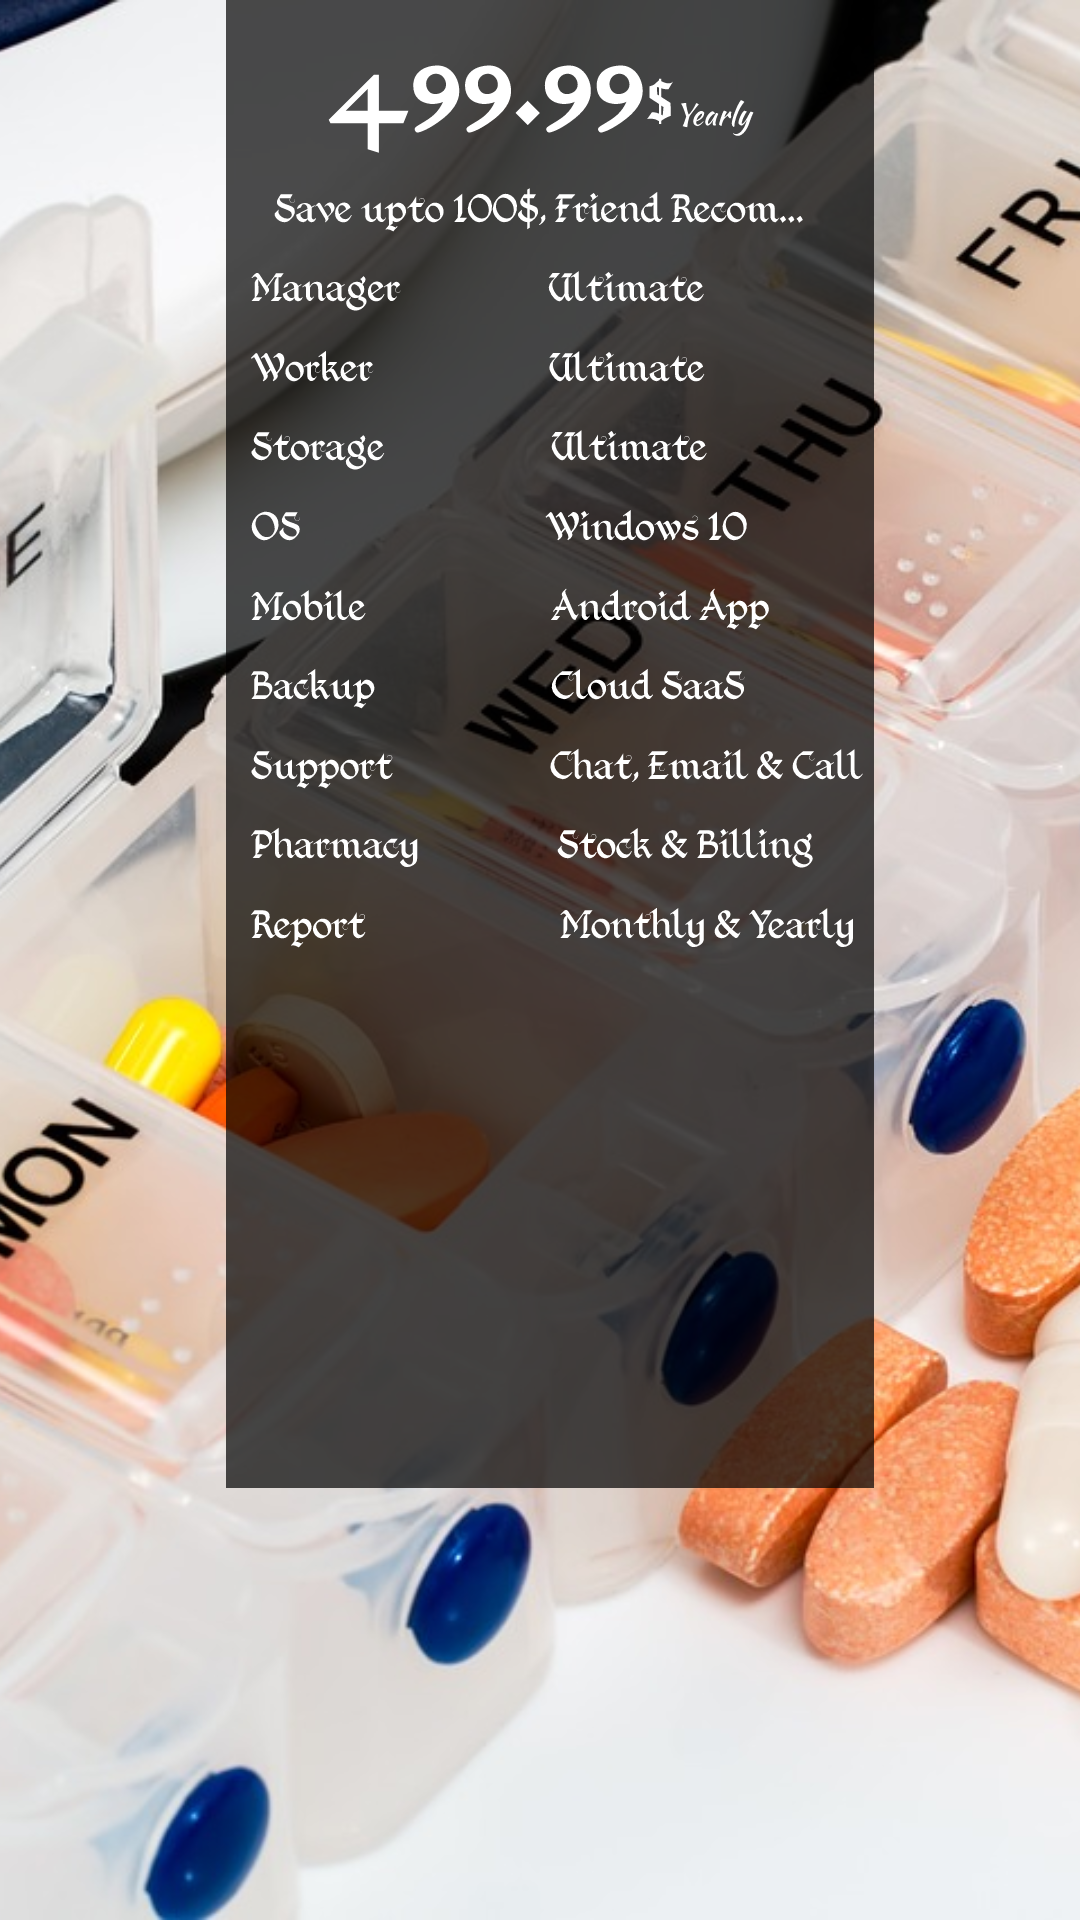 499.99$ Yearly
Save upto 100$, Friend Recom...
Manager Ultimate
Worker Ultimate
Storage Ultimate
OS Windows 10
Mobile Android App
Backup Cloud SaaS
Support Chat, Email & Call
Pharmacy Stock & Billing
Report Monthly & Yearly
FRI
THU
WED
E
MON